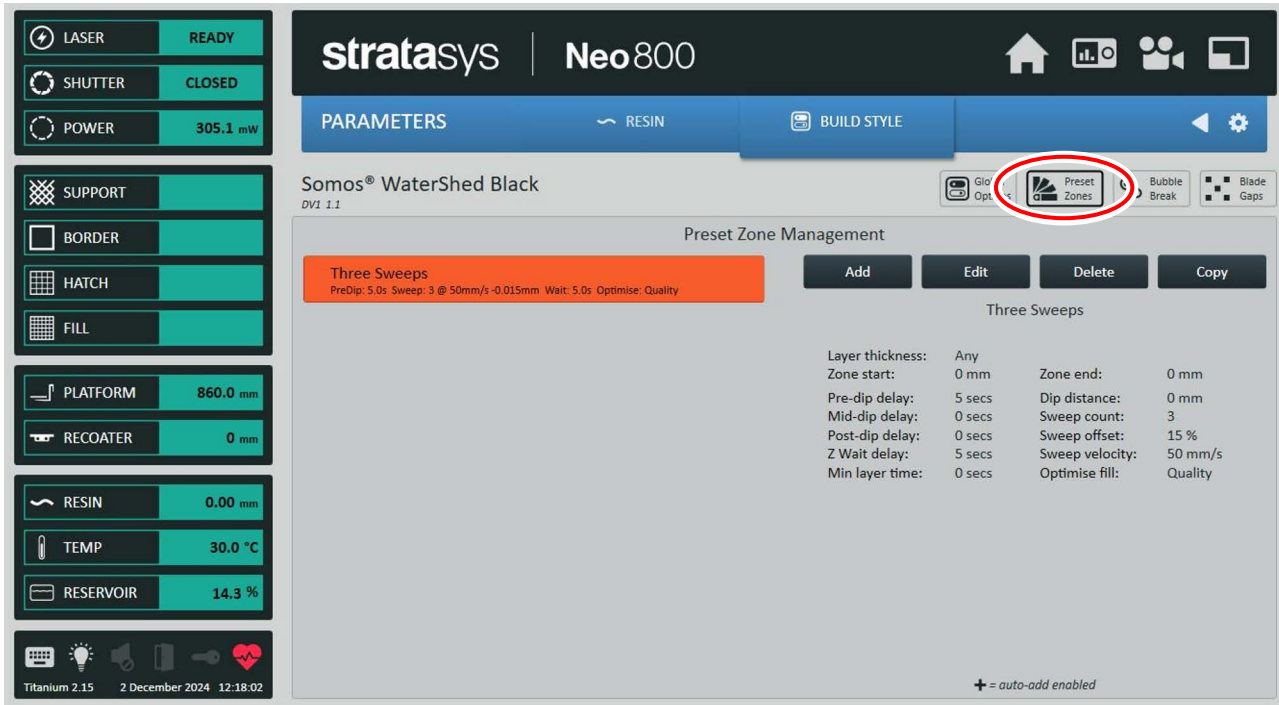 LASER READY
SHUTTER CLOSED
POWER 305.1 mW
SUPPORT
BORDER
HATCH
FILL
PLATFORM 860.0 mm
RECOATER 0 mm
RESIN 0.00 mm
TEMP 30.0 °C
RESERVOIR 14.3 %
Titanium 2.15 2 December 2024 12:18:02
stratasys Neo800
PARAMETERS RESIN BUILD STYLE
Somos® WaterShed Black
DV1 1.1
Preset Zones
Bubble Break
Blade Gaps
Preset Zone Management
Three Sweeps
PreDip: 5.0s Sweep: 3 @ 50mm/s -0.015mm Wait: 5.0s Optimise: Quality
Add Edit Delete Copy
Three Sweeps
Layer thickness: Any
Zone start: 0 mm Zone end: 0 mm
Pre-dip delay: 5 secs Dip distance: 0 mm
Mid-dip delay: 0 secs Sweep count: 3
Post-dip delay: 0 secs Sweep offset: 15 %
Z Wait delay: 5 secs Sweep velocity: 50 mm/s
Min layer time: 0 secs Optimise fill: Quality
+ = auto-add enabled